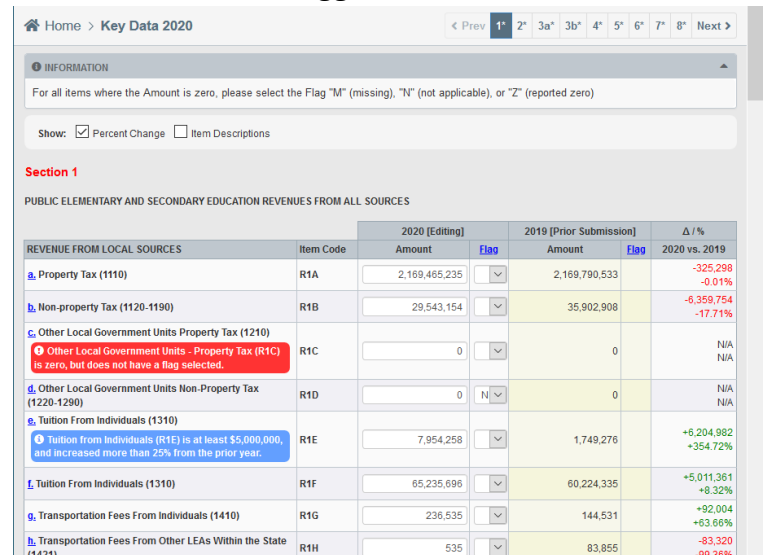 Home > Key Data 2020
Prev 1* 2* 3a* 3b* 4* 5* 6* 7* 8* Next
INFORMATION
For all items where the Amount is zero, please select the Flag "M" (missing), "N" (not applicable), or "Z" (reported zero)
Show: Percent Change Item Descriptions
Section 1
PUBLIC ELEMENTARY AND SECONDARY EDUCATION REVENUES FROM ALL SOURCES
2020 [Editing] 2019 [Prior Submission] Δ / %
REVENUE FROM LOCAL SOURCES Item Code Amount Flag Amount Flag 2020 vs. 2019
a. Property Tax (1110) R1A 2,169,465,235 2,169,790,533 -325,298
-0.01%
b. Non-property Tax (1120-1190) R1B 29,543,154 35,902,908 -6,359,754
-17.71%
c. Other Local Government Units Property Tax (1210)
Other Local Government Units - Property Tax (R1C)
is zero, but does not have a flag selected.
R1C 0 0 N/A
N/A
d. Other Local Government Units Non-Property Tax
(1220-1290)
R1D 0 N 0 N/A
N/A
e. Tuition From Individuals (1310)
Tuition from Individuals (R1E) is at least $5,000,000,
and increased more than 25% from the prior year.
R1E 7,954,258 1,749,276 +6,204,982
+354.72%
f. Tuition From Individuals (1310) R1F 65,235,696 60,224,335 +5,011,361
+8.32%
g. Transportation Fees From Individuals (1410) R1G 236,535 144,531 +92,004
+63.66%
h. Transportation Fees From Other LEAs Within the State
R1H 535 83,855 -83,320